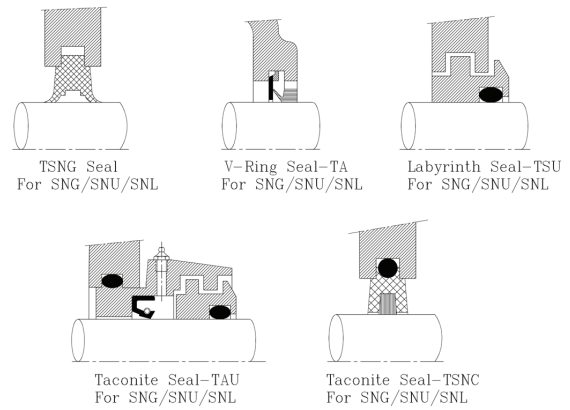 TSNG Seal
For SNG/SNU/SNL
V-Ring Seal-TA
For SNG/SNU/SNL
Labyrinth Seal-TSU
For SNG/SNU/SNL
Taconite Seal-TAU
For SNG/SNU/SNL
Taconite Seal-TSNC
For SNG/SNU/SNL